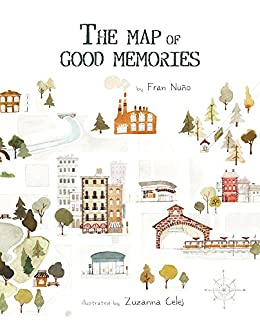 THE MAP OF
GOOD MEMORIES
by Fran Nuño
illustrated by Zuzanna Celej